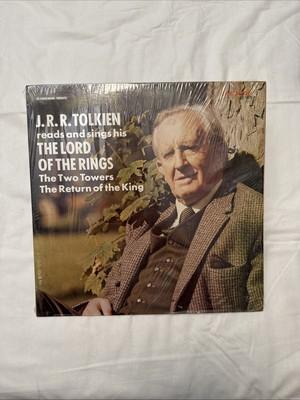 J.R.R.TOLKIEN
reads and sings his
THE LORD
OF THE RINGS
The Two Towers
The Return of the King